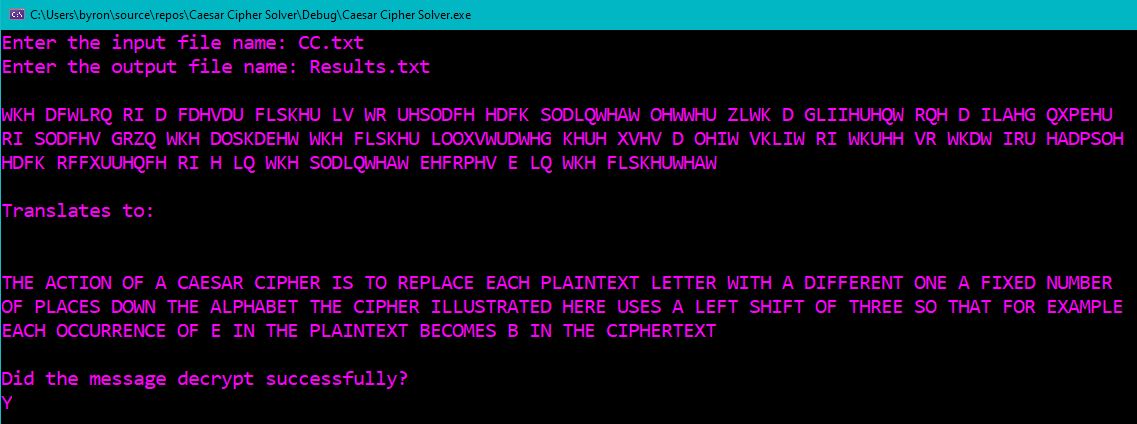 C:\Users\byron\source\repos\Caesar Cipher Solver\Debug\Caesar Cipher Solver.exe
Enter the input file name: CC.txt
Enter the output file name: Results.txt
WKH DFWLRQ RI D FDHVDU FLSKHU LV WR UHSODFH HDFK SODLQWHAW OHWWHU ZLWK D GLIIHUHQW RQH D ILAHG QXPEHU
RI SODFHV GRZQ WKH DOSKDEHW WKH FLSKHU LOOXVWUDWHG KHUH XVHV D OHIW VKLIW RI WKUHH VR WKDW IRU HADPSOH
HDFK RFFXUUHQFH RI H LQ WKH SODLQWHAW EHFRPHV E LQ WKH FLSKHUWHAW
Translates to:
THE ACTION OF A CAESAR CIPHER IS TO REPLACE EACH PLAINTEXT LETTER WITH A DIFFERENT ONE A FIXED NUMBER
OF PLACES DOWN THE ALPHABET THE CIPHER ILLUSTRATED HERE USES A LEFT SHIFT OF THREE SO THAT FOR EXAMPLE
EACH OCCURRENCE OF E IN THE PLAINTEXT BECOMES B IN THE CIPHERTEXT
Did the message decrypt successfully?
Y